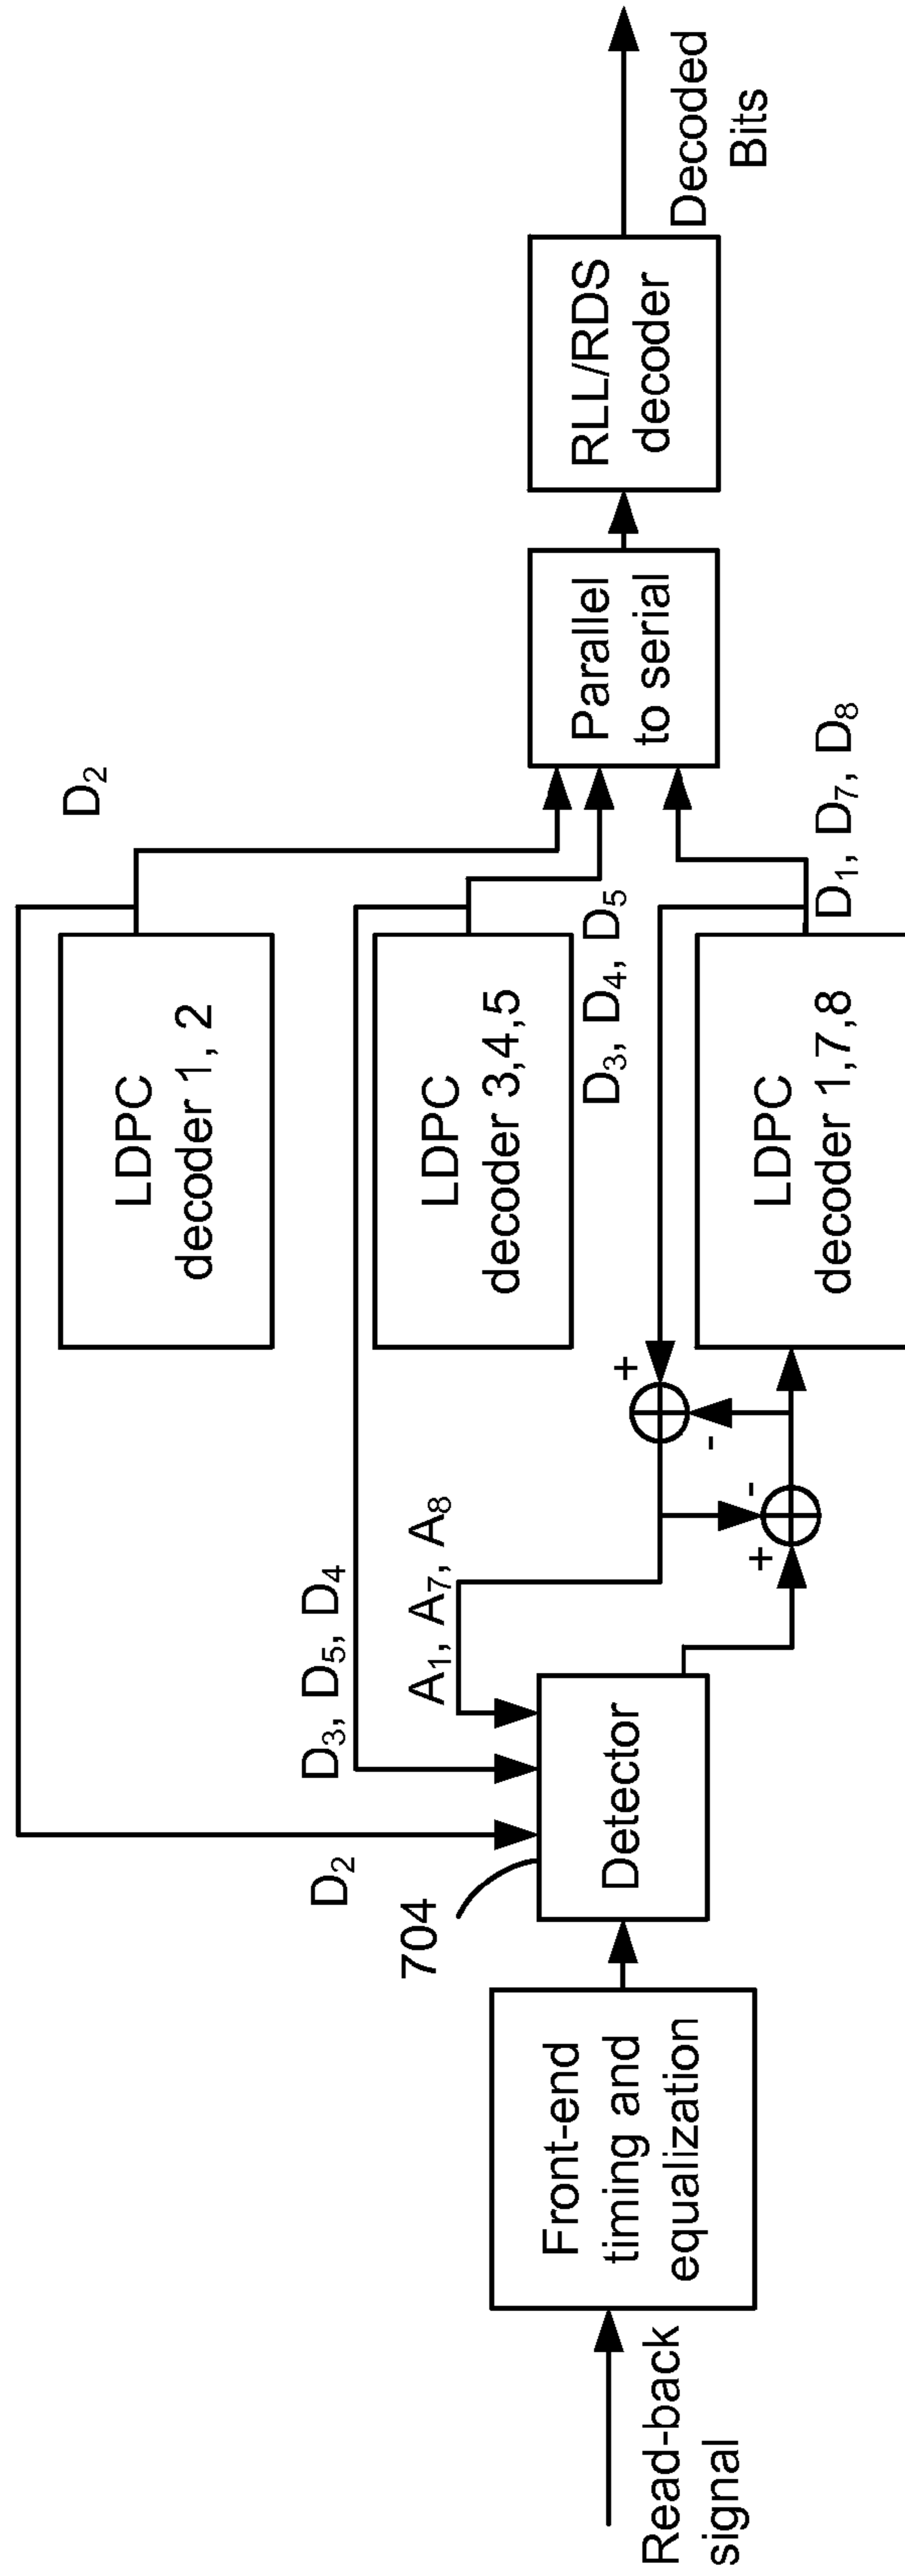 Read-back
signal
Front-end
timing and
equalization
704
Detector
D₂
D₃, D₅, D₄
A₁, A₇, A₈
+
-
+
-
LDPC
decoder 1, 2
LDPC
decoder 3,4,5
LDPC
decoder 1,7,8
D₂
D₃, D₄, D₅
D₁, D₇, D₈
Parallel
to serial
RLL/RDS
decoder
Decoded
Bits